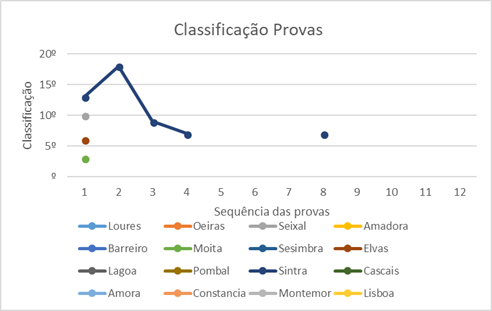 Classificação Provas
20º
15º
10º
5º
º
Classificação
1 2 3 4 5 6 7 8 9 10 11 12
Sequência das provas
Loures Oeiras Seixal Amadora
Barreiro Moita Sesimbra Elvas
Lagoa Pombal Sintra Cascais
Amora Constancia Montemor Lisboa